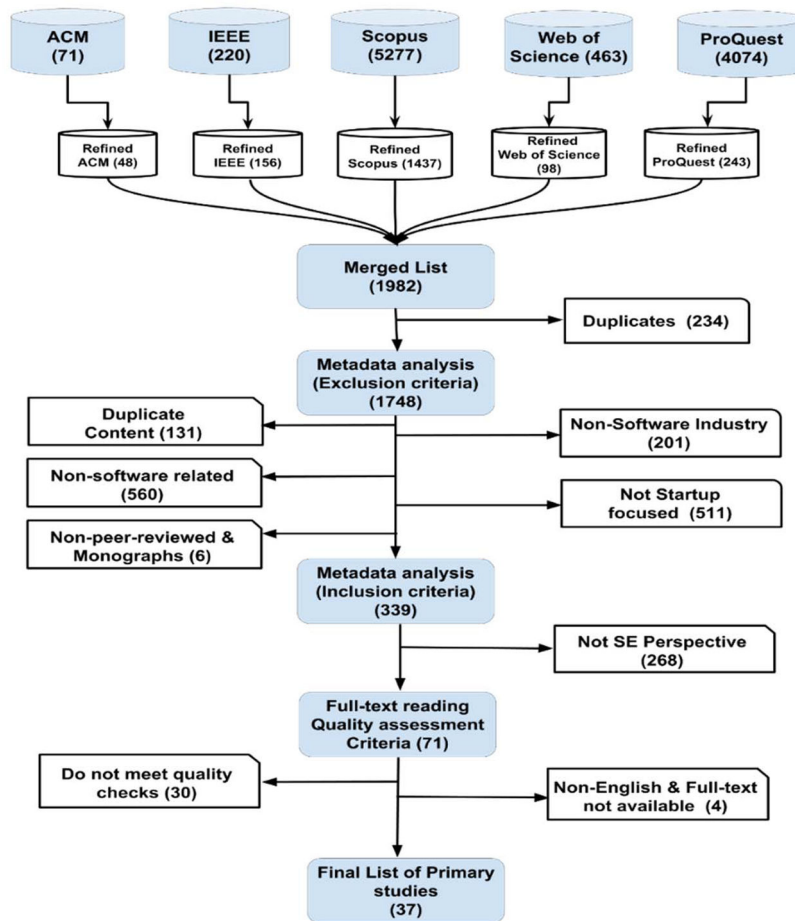 ACM
(71)
IEEE
(220)
Scopus
(5277)
Web of
Science (463)
ProQuest
(4074)
Refined
ACM (48)
Refined
IEEE (156)
Refined
Scopus (1437)
Refined
Web of Science
(98)
Refined
ProQuest (243)
Merged List
(1982)
Duplicates (234)
Metadata analysis
(Exclusion criteria)
(1748)
Duplicate
Content (131)
Non-Software Industry
(201)
Non-software related
(560)
Not Startup
focused (511)
Non-peer-reviewed &
Monographs (6)
Metadata analysis
(Inclusion criteria)
(339)
Not SE Perspective
(268)
Full-text reading
Quality assessment
Criteria (71)
Do not meet quality
checks (30)
Non-English & Full-text
not available (4)
Final List of Primary
studies
(37)